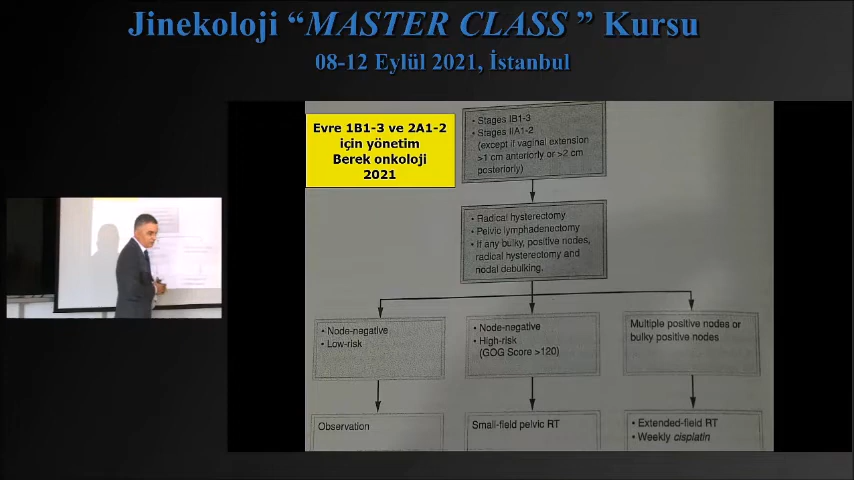 Jinekoloji “MASTER CLASS ” Kursu
08-12 Eylül 2021, İstanbul
Evre 1B1-3 ve 2A1-2
için yönetim
Berek onkoloji
2021
• Stages IB1-3
• Stages IIA1-2
(except if vaginal extension
>1 cm anteriorly or >2 cm
posteriorly)
• Radical hysterectomy
• Pelvic lymphadenectomy
• If any bulky, positive nodes,
radical hysterectomy and
nodal debulking.
• Node-negative
• Low-risk
• Node-negative
• High-risk
(GOG Score >120)
Multiple positive nodes or
bulky positive nodes
Observation
Small-field pelvic RT
• Extended-field RT
• Weekly cisplatin